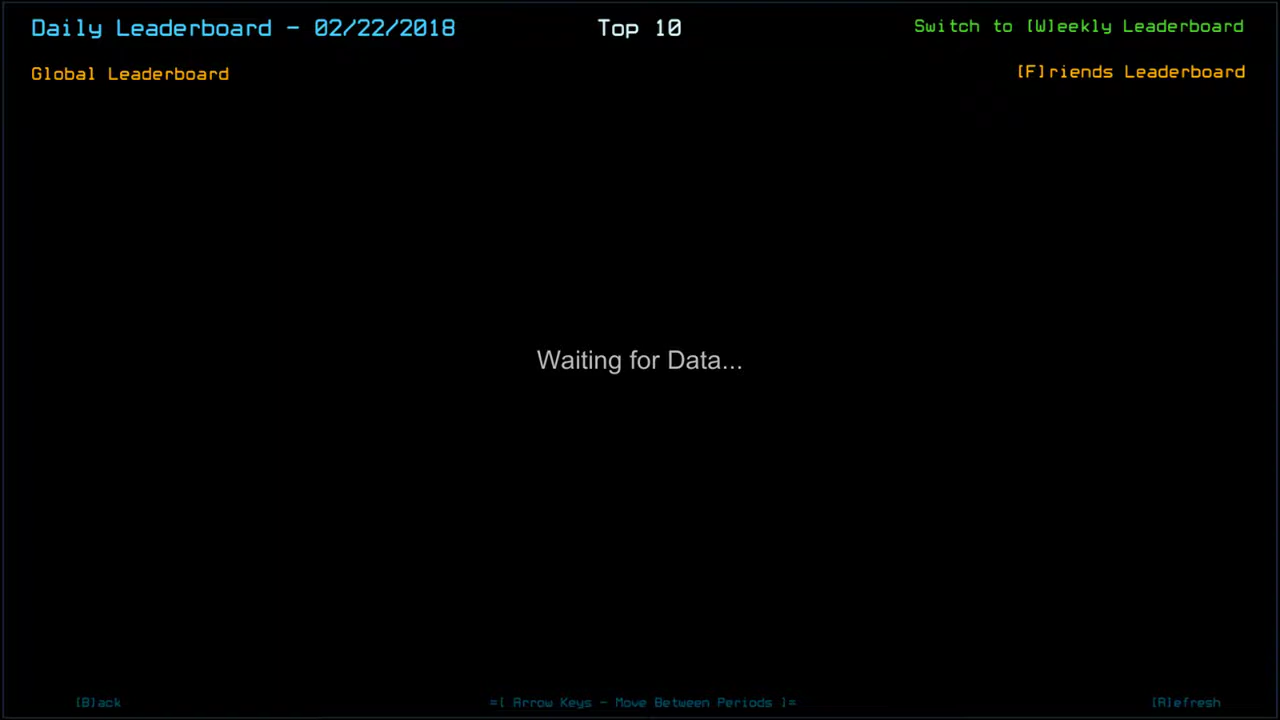 Daily Leaderboard - 02/22/2018 Top 10 Switch to [W]eekly Leaderboard
Global Leaderboard [F]riends Leaderboard
Waiting for Data...
[B]ack =[ Arrow Keys - Move Between Periods ]= [R]efresh